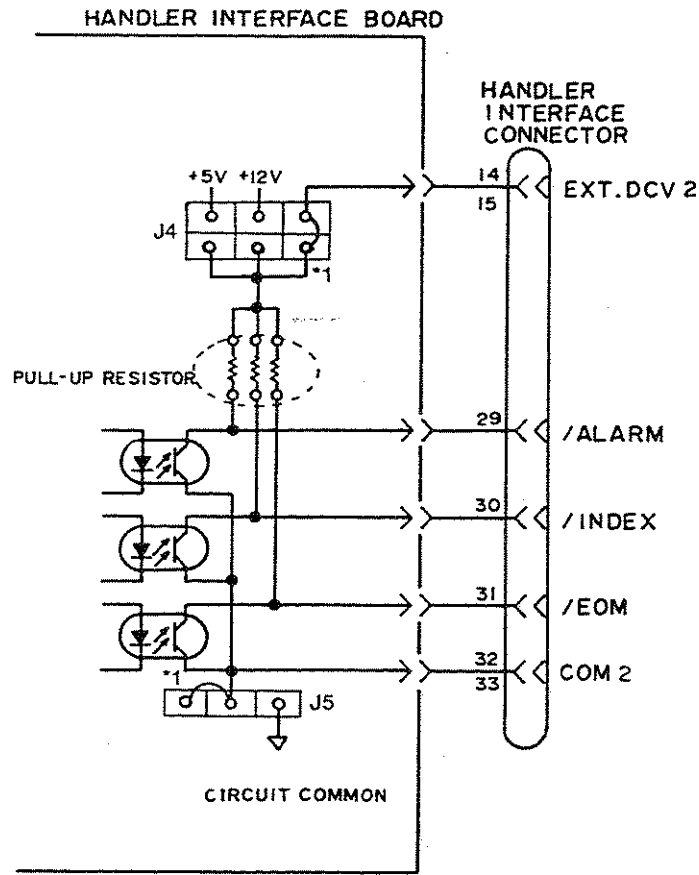 HANDLER INTERFACE BOARD
HANDLER
INTERFACE
CONNECTOR
+5V +12V
14
15
EXT.DCV 2
J4
*1
PULL-UP RESISTOR
29
/ALARM
30
/INDEX
31
/EOM
32
33
COM 2
*1
J5
CIRCUIT COMMON